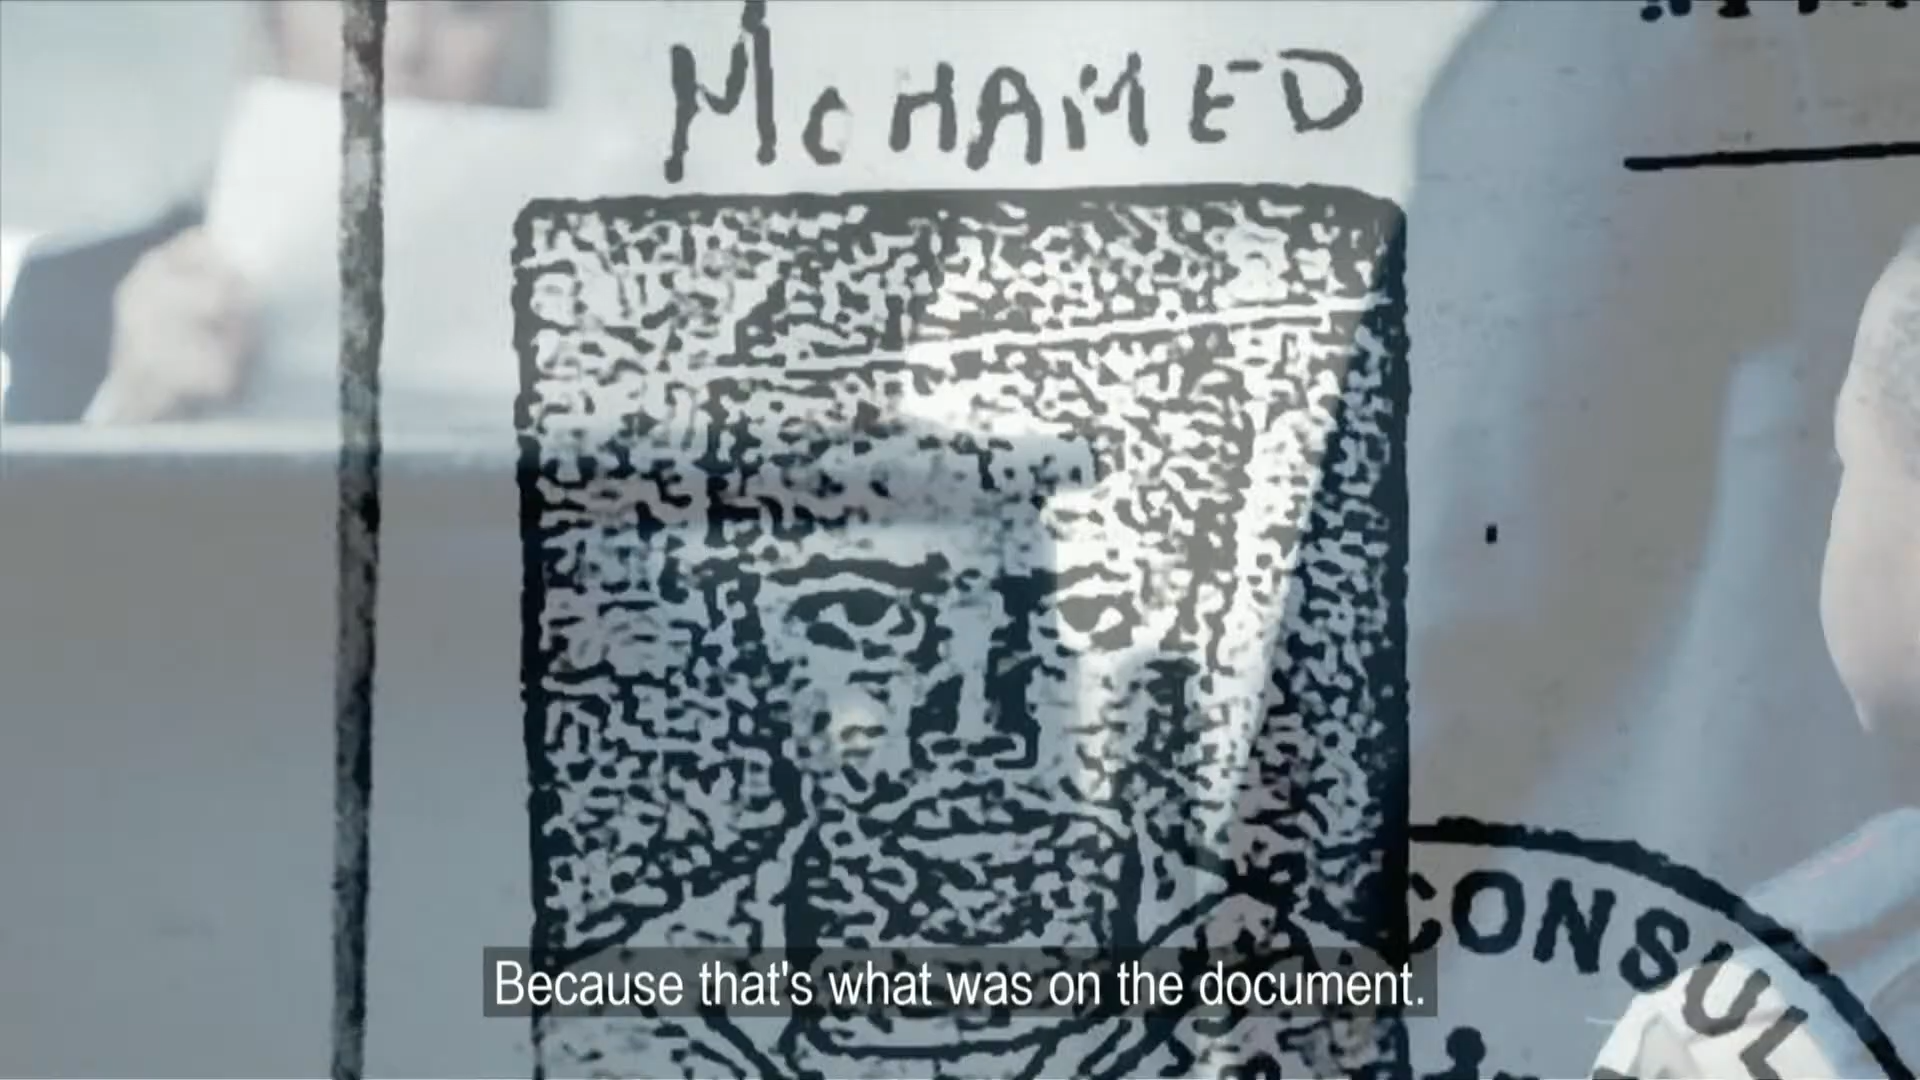 MOHAMED
CONSUL
Because that's what was on the document.